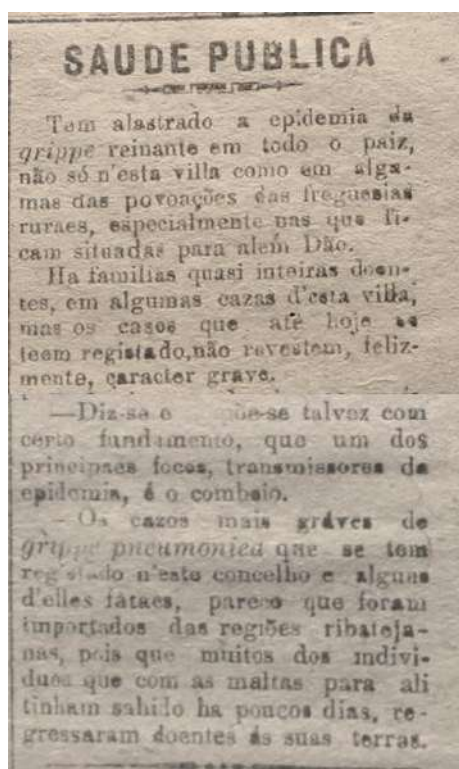 SAUDE PUBLICA
Tem alastrado a epidemia da
grippe reinante em todo o paiz,
não só n'esta villa como em algu-
mas das povoações das freguesias
ruraes, especialmente nas que fi-
cam situadas para alem Dão.
Ha familias quasi inteiras doen-
tes, em algumas cazas d'esta villa,
mas os casos que até hoje se
teem registado, não revestem, feliz-
mente, caracter grave.
—Diz-se e põe-se talvez com
certo fundamento, que um dos
principaes focos, transmissores da
epidemia, é o comboio.
—Os cazos mais gráves de
grippe pneumonica que se tem
registado n'este concelho e alguns
d'elles fataes, parece que foram
importados das regiões ribateja-
nas, pois que muitos dos indivi-
duos que com as maltas para ali
tinham sahido ha poucos dias, re-
gressaram doentes ás suas terras.